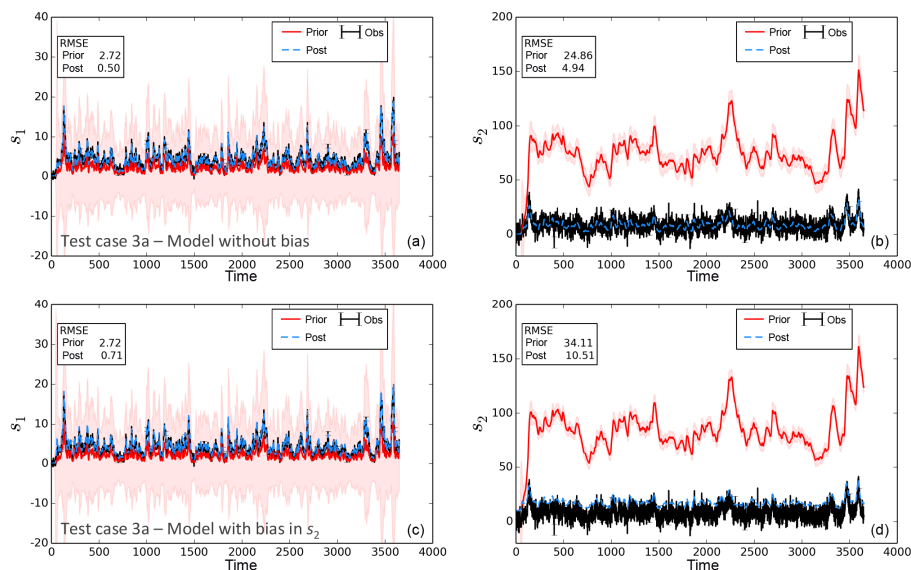 40
30
20
10
0
-10
-20
s1
RMSE
Prior 2.72
Post 0.50
Prior Obs
Post
Test case 3a – Model without bias
(a)
0 500 1000 1500 2000 2500 3000 3500 4000
Time
200
150
100
50
0
s2
RMSE
Prior 24.86
Post 4.94
Prior Obs
Post
(b)
0 500 1000 1500 2000 2500 3000 3500 4000
Time
40
30
20
10
0
-10
-20
s1
RMSE
Prior 2.72
Post 0.71
Prior Obs
Post
Test case 3a – Model with bias in s2
(c)
0 500 1000 1500 2000 2500 3000 3500 4000
Time
200
150
100
50
0
s2
RMSE
Prior 34.11
Post 10.51
Prior Obs
Post
(d)
0 500 1000 1500 2000 2500 3000 3500 4000
Time